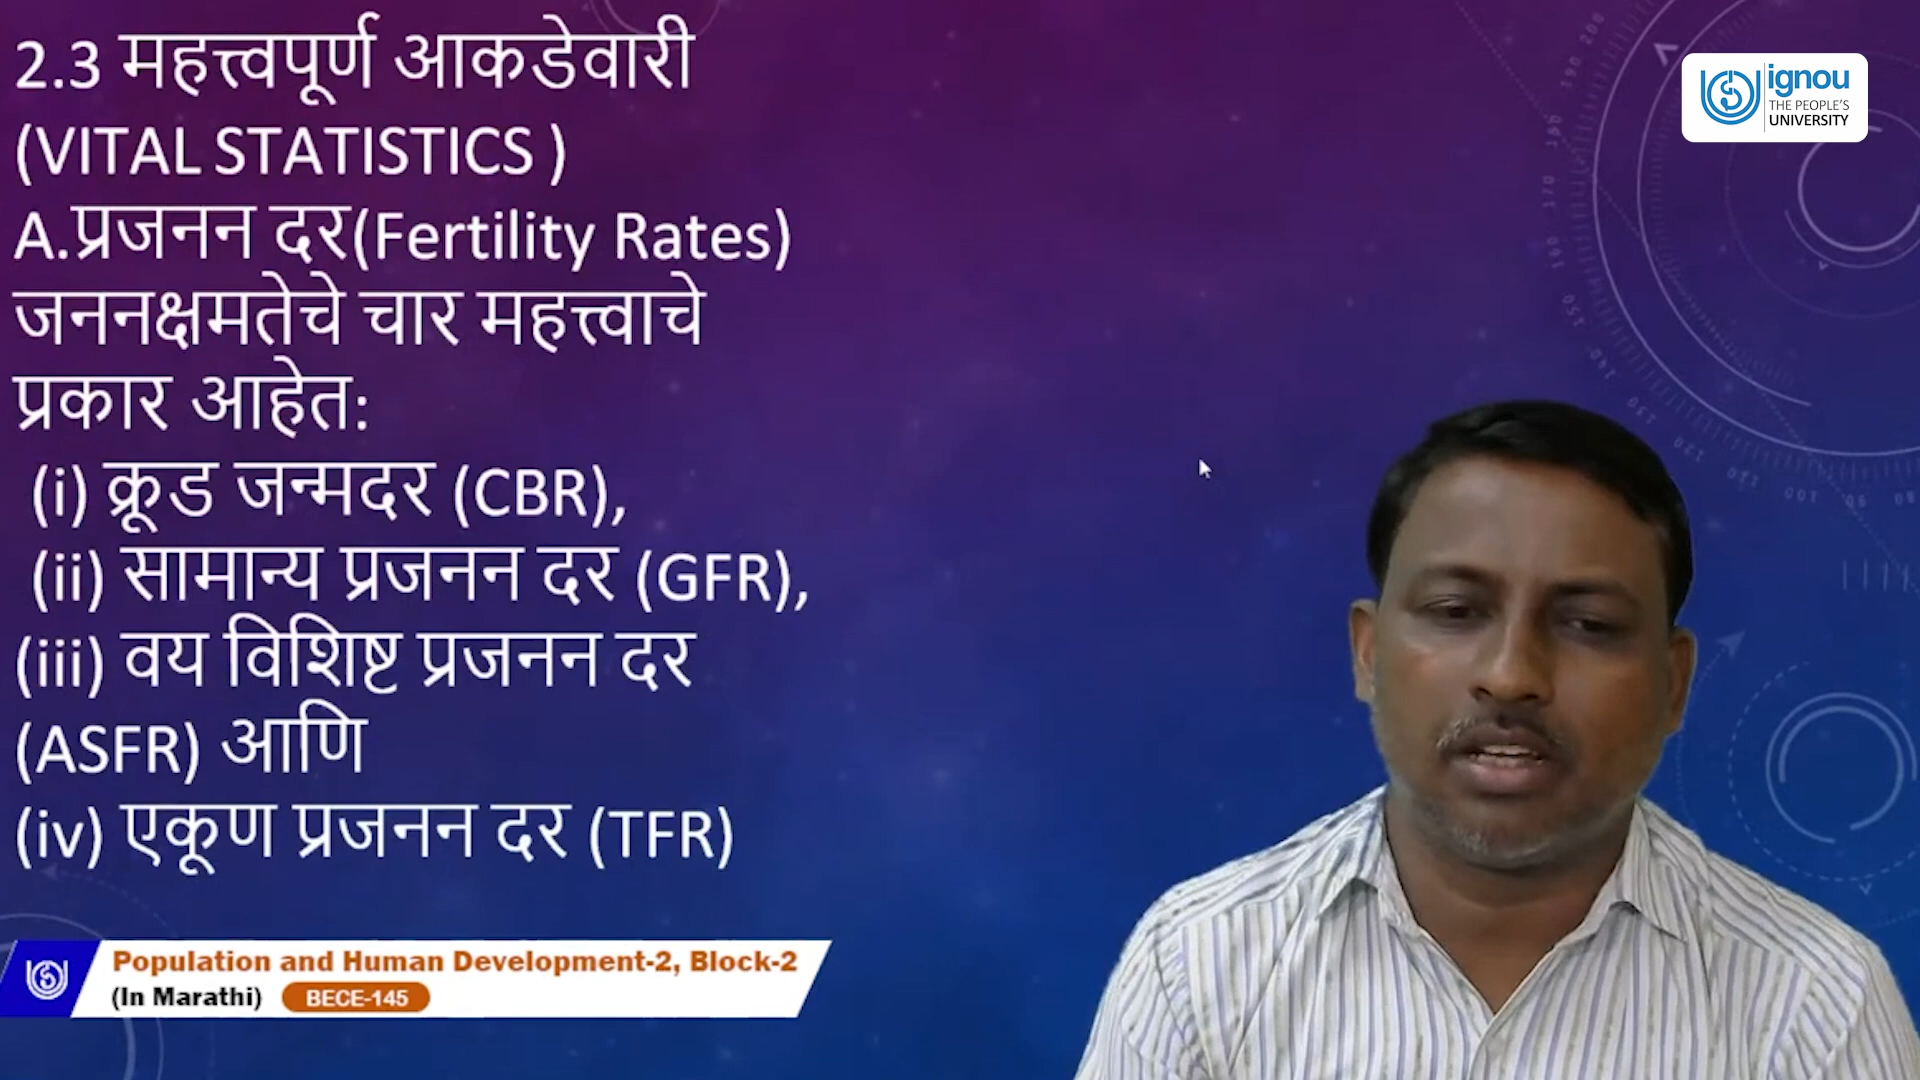 2.3 महत्त्वपूर्ण आकडेवारी
(VITAL STATISTICS )
A.प्रजनन दर(Fertility Rates)
जननक्षमतेचे चार महत्त्वाचे
प्रकार आहेत:
(i) क्रूड जन्मदर (CBR),
(ii) सामान्य प्रजनन दर (GFR),
(iii) वय विशिष्ट प्रजनन दर
(ASFR) आणि
(iv) एकूण प्रजनन दर (TFR)
ignou
THE PEOPLE'S
UNIVERSITY
Population and Human Development-2, Block-2
(In Marathi) BECE-145